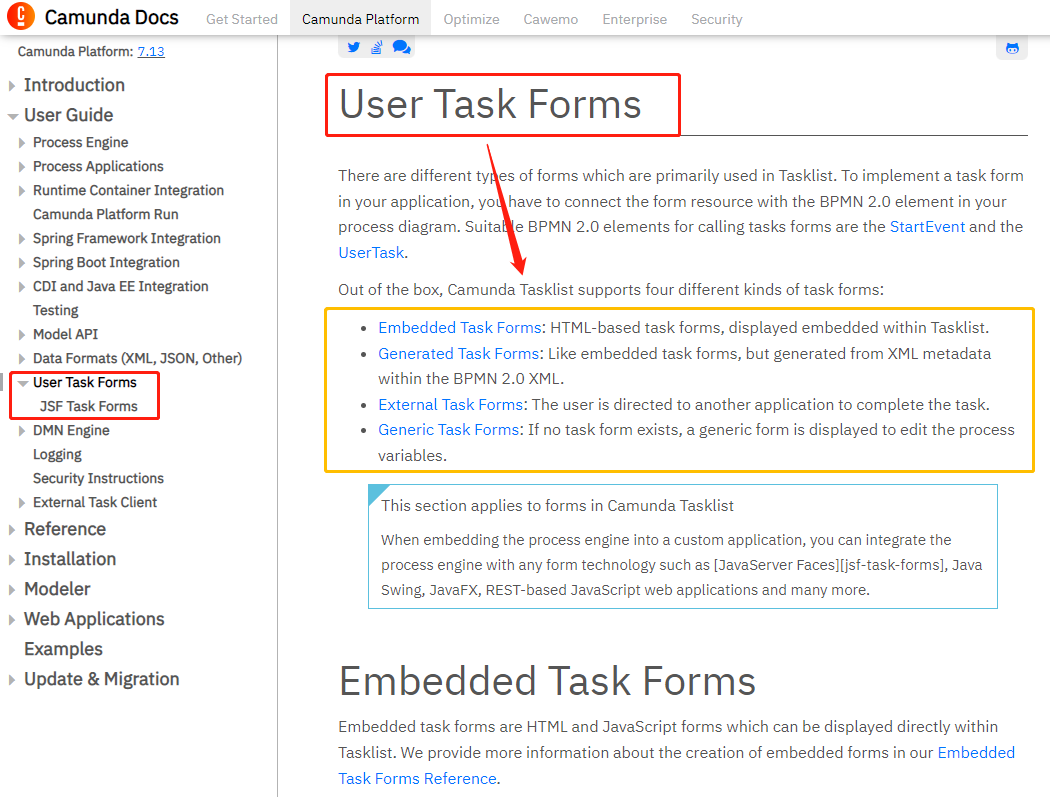 Camunda Docs
Get Started
Camunda Platform
Optimize
Cawemo
Enterprise
Security
Camunda Platform: 7.13
Introduction
User Guide
Process Engine
Process Applications
Runtime Container Integration
Camunda Platform Run
Spring Framework Integration
Spring Boot Integration
CDI and Java EE Integration
Testing
Model API
Data Formats (XML, JSON, Other)
User Task Forms
JSF Task Forms
DMN Engine
Logging
Security Instructions
External Task Client
Reference
Installation
Modeler
Web Applications
Examples
Update & Migration
User Task Forms
There are different types of forms which are primarily used in Tasklist. To implement a task form
in your application, you have to connect the form resource with the BPMN 2.0 element in your
process diagram. Suitable BPMN 2.0 elements for calling tasks forms are the StartEvent and the
UserTask.
Out of the box, Camunda Tasklist supports four different kinds of task forms:
• Embedded Task Forms: HTML-based task forms, displayed embedded within Tasklist.
• Generated Task Forms: Like embedded task forms, but generated from XML metadata
within the BPMN 2.0 XML.
• External Task Forms: The user is directed to another application to complete the task.
• Generic Task Forms: If no task form exists, a generic form is displayed to edit the process
variables.
This section applies to forms in Camunda Tasklist
When embedding the process engine into a custom application, you can integrate the
process engine with any form technology such as [JavaServer Faces][jsf-task-forms], Java
Swing, JavaFX, REST-based JavaScript web applications and many more.
Embedded Task Forms
Embedded task forms are HTML and JavaScript forms which can be displayed directly within
Tasklist. We provide more information about the creation of embedded forms in our Embedded
Task Forms Reference.